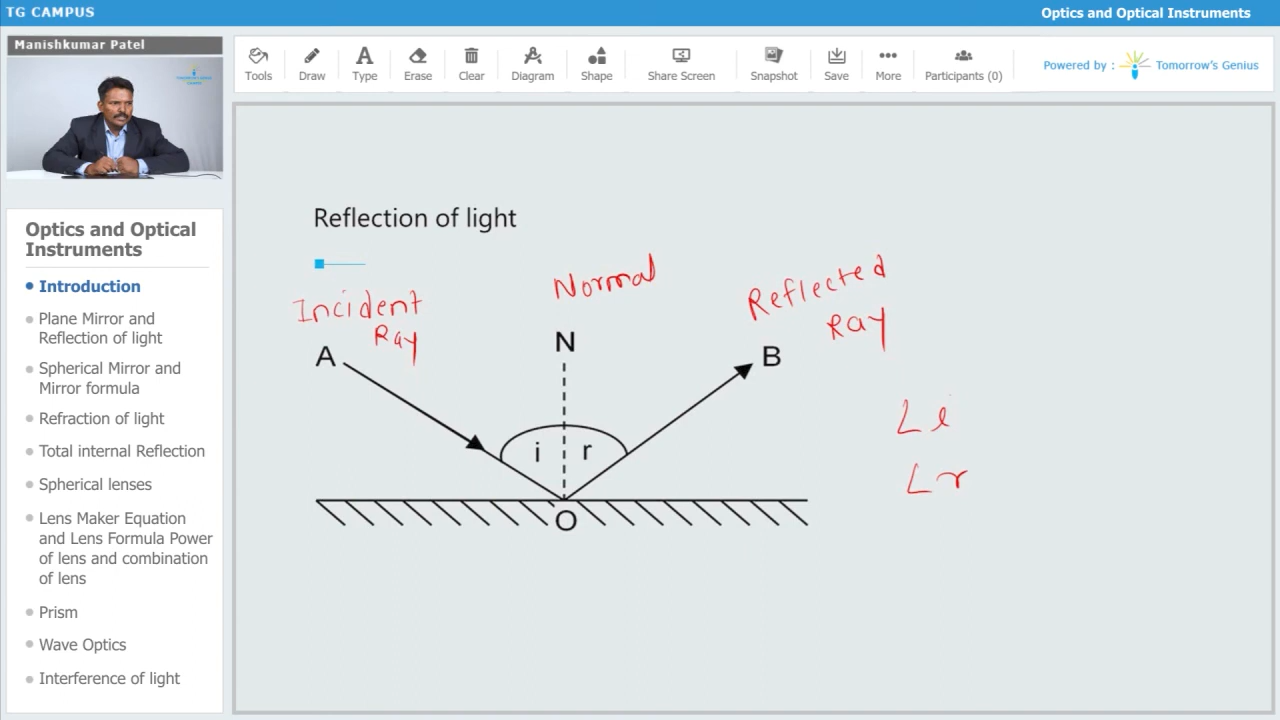 TG CAMPUS
Optics and Optical Instruments
Manishkumar Patel
Tools
Draw
Type
Erase
Clear
Diagram
Shape
Share Screen
Snapshot
Save
More
Participants (0)
Powered by :
Tomorrow's Genius
Optics and Optical
Instruments
Introduction
Plane Mirror and
Reflection of light
Spherical Mirror and
Mirror formula
Refraction of light
Total internal Reflection
Spherical lenses
Lens Maker Equation
and Lens Formula Power
of lens and combination
of lens
Prism
Wave Optics
Interference of light
Reflection of light
Incident
Ray
Normal
Reflected
Ray
A
N
B
i
r
O
∠i
∠r